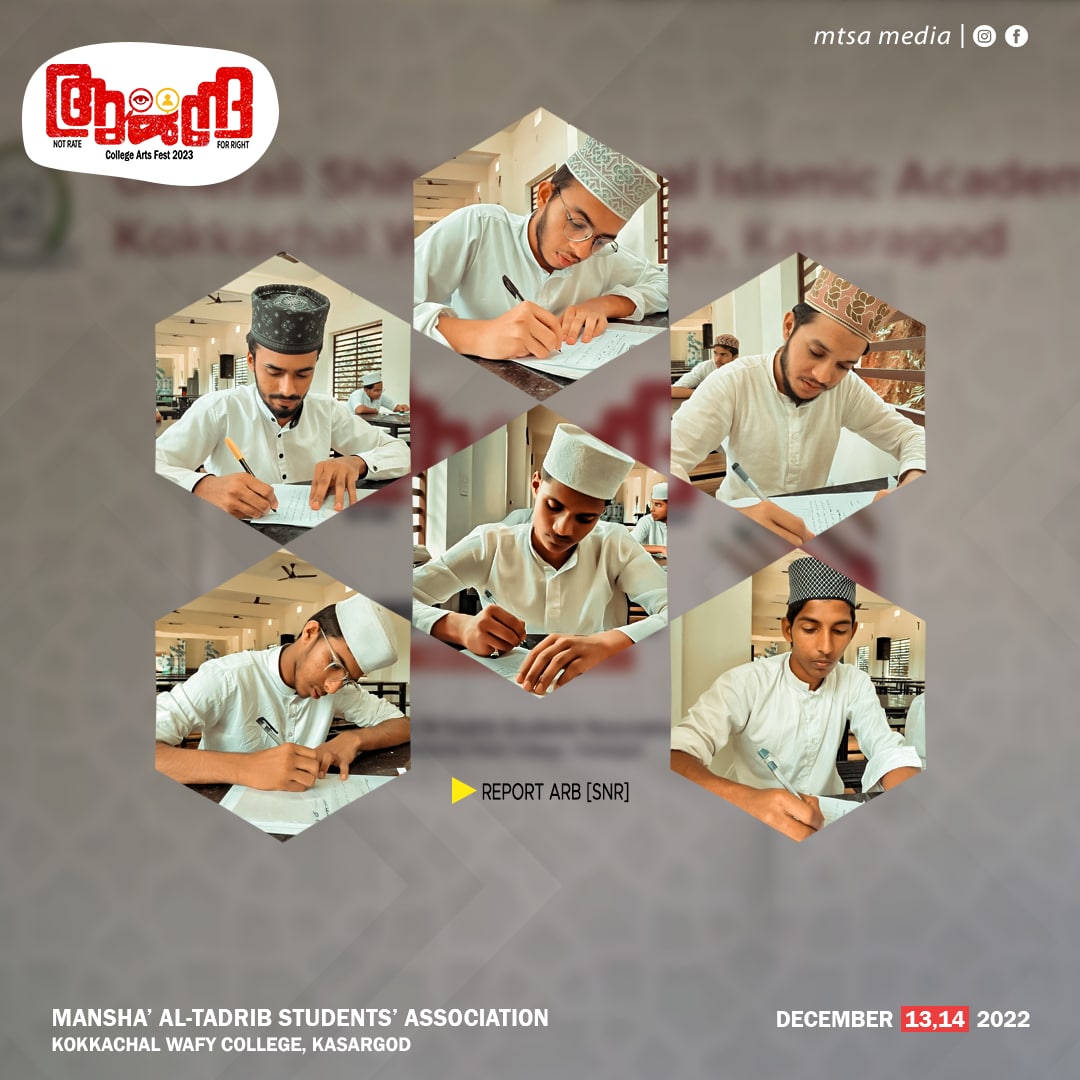 mtsa media |
NOT RATE
FOR RIGHT
College Arts Fest 2023
REPORT ARB [SNR]
MANSHA’ AL-TADRIB STUDENTS’ ASSOCIATION
KOKKACHAL WAFY COLLEGE, KASARGOD
DECEMBER 13,14 2022